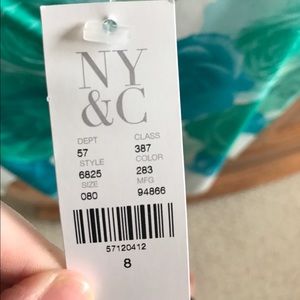 NY
&C
DEPT CLASS
57 387
STYLE COLOR
6825 283
SIZE MFG
080 94866
57120412
8